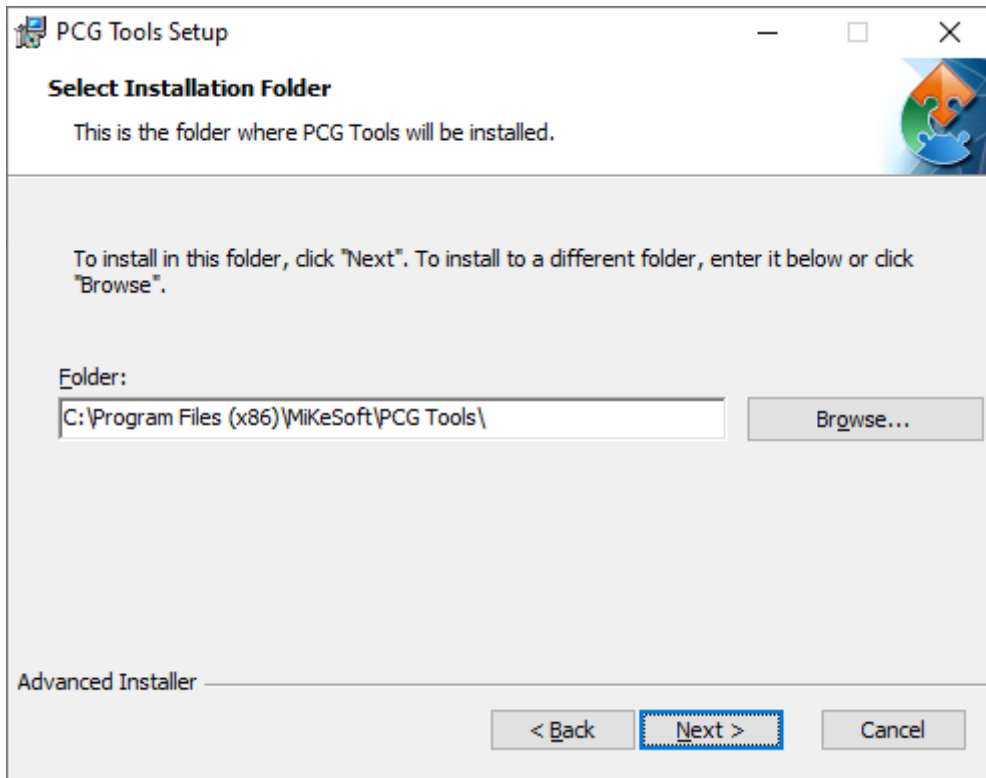 PCG Tools Setup
Select Installation Folder
This is the folder where PCG Tools will be installed.
To install in this folder, click "Next". To install to a different folder, enter it below or click
"Browse".
Folder:
C:\Program Files (x86)\MiKeSoft\PCG Tools\
Browse...
Advanced Installer
< Back
Next >
Cancel